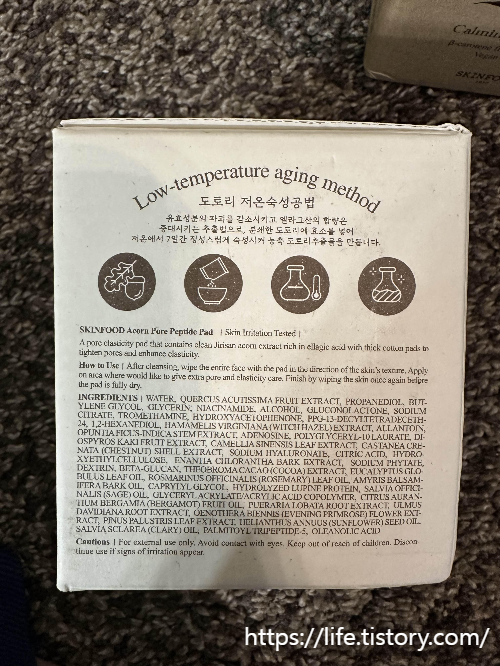 Calming
SKINFOOD
Low-temperature aging method
도토리 저온숙성공법
유효성분의 파괴를 감소시키고 엘라그산의 함량은
증대시키는 추출법으로, 분쇄한 도토리에 효소를 넣어
저온에서 7일간 정성스럽게 숙성시켜 농축 도토리추출물을 만듭니다.
SKINFOOD Acorn Pore Peptide Pad | Skin Irritation Tested |
A pore elasticity pad that contains clean Jirisan acorn extract rich in ellagic acid with thick cotton pads to
tighten pores and enhance elasticity.
How to Use | After cleansing, wipe the entire face with the pad in the direction of the skin's texture. Apply
on area where would like to give extra pore and elasticity care. Finish by wiping the skin once again before
the pad is fully dry.
INGREDIENTS | WATER, QUERCUS ACUTISSIMA FRUIT EXTRACT, PROPANEDIOL, BUT-
YLENE GLYCOL, GLYCERIN, NIACINAMIDE, ALCOHOL, GLUCONOLACTONE, SODIUM
CITRATE, TROMETHAMINE, HYDROXYACETOPHENONE, PPG-13-DECYLTETRADECETH-
24, 1,2-HEXANEDIOL, HAMAMELIS VIRGINIANA (WITCH HAZEL) EXTRACT, ALLANTOIN,
OPUNTIA FICUS-INDICA STEM EXTRACT, ADENOSINE, POLYGLYCERYL-10 LAURATE, DI-
OSPYROS KAKI FRUIT EXTRACT, CAMELLIA SINENSIS LEAF EXTRACT, CASTANEA CRE-
NATA (CHESTNUT) SHELL EXTRACT, SODIUM HYALURONATE, CITRIC ACID, HYDRO-
XYETHYLCELLULOSE, ENANTIA CHLORANTHA BARK EXTRACT, SODIUM PHYTATE,
DEXTRIN, BETA-GLUCAN, THEOBROMA CACAO (COCOA) EXTRACT, EUCALYPTUS GLO-
BULUS LEAF OIL, ROSMARINUS OFFICINALIS (ROSEMARY) LEAF OIL, AMYRIS BALSAM-
IFERA BARK OIL, CAPRYLYL GLYCOL, HYDROLYZED LUPINE PROTEIN, SALVIA OFFICI-
NALIS (SAGE) OIL, GLYCERYL ACRYLATE/ACRYLIC ACID COPOLYMER, CITRUS AURAN-
TIUM BERGAMIA (BERGAMOT) FRUIT OIL, PUERARIA LOBATA ROOT EXTRACT, ULMUS
DAVIDIANA ROOT EXTRACT, OENOTHERA BIENNIS (EVENING PRIMROSE) FLOWER EXT-
RACT, PINUS PALUSTRIS LEAF EXTRACT, HELIANTHUS ANNUUS (SUNFLOWER) SEED OIL,
SALVIA SCLAREA (CLARY) OIL, PALMITOYL TRIPEPTIDE-5, OLEANOLIC ACID
Cautions | For external use only. Avoid contact with eyes. Keep out of reach of children. Discon
tinue use if signs of irritation appear.
https://life.tistory.com/